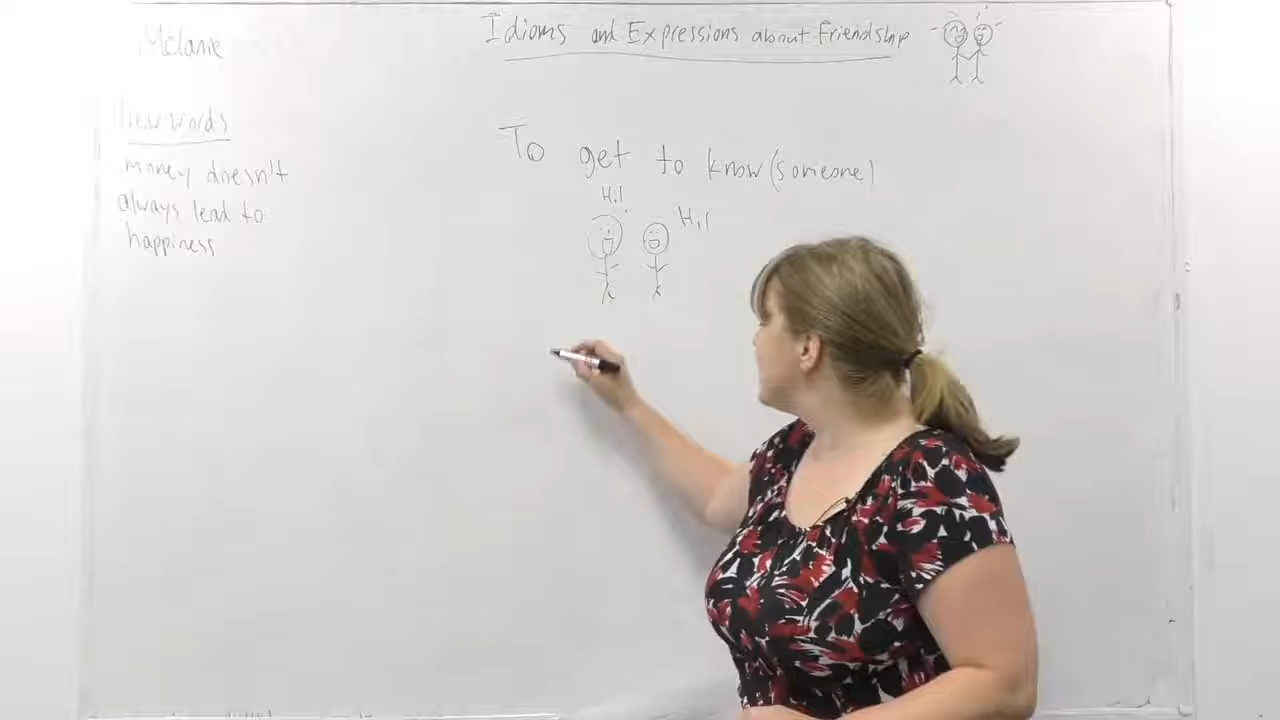 Melanie
Idioms and Expressions about Friendship
New words
money doesn't
always lead to
happiness
To get to know (someone)
Hi!
Hi!